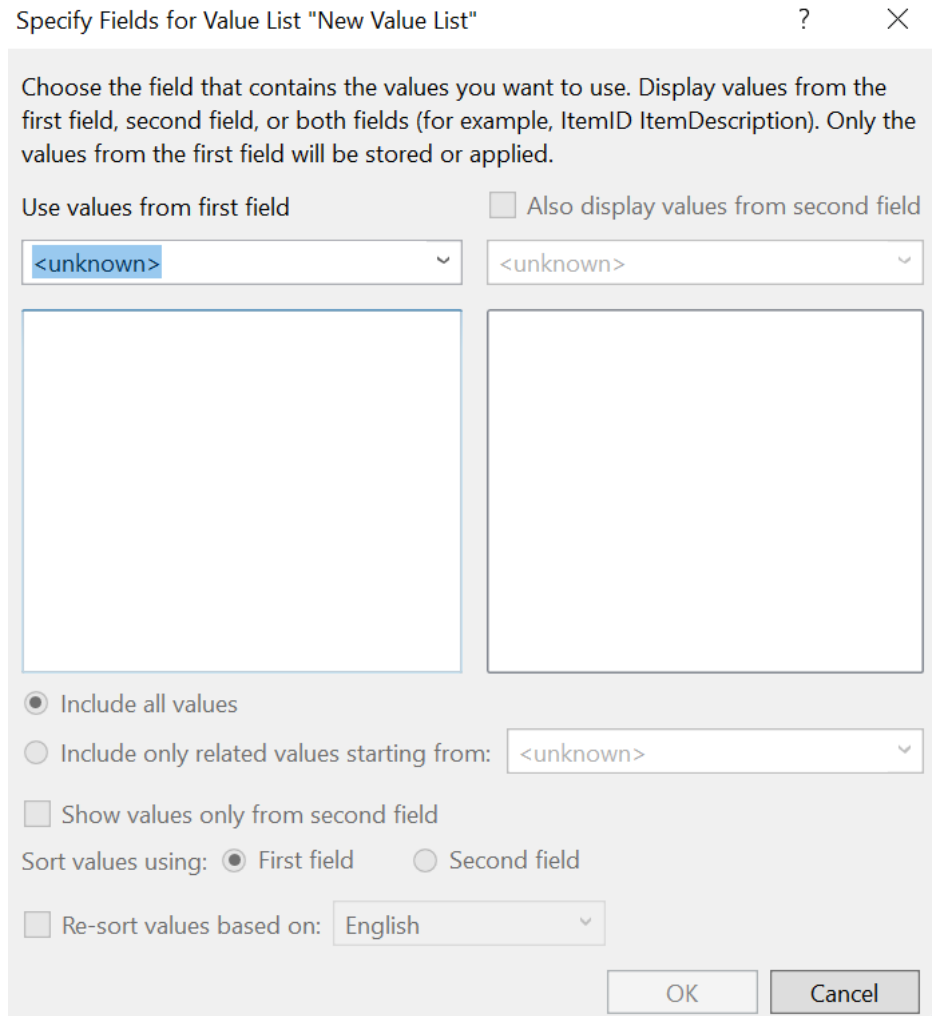 Specify Fields for Value List "New Value List"
?
Choose the field that contains the values you want to use. Display values from the
first field, second field, or both fields (for example, ItemID ItemDescription). Only the
values from the first field will be stored or applied.
Use values from first field
Also display values from second field
<unknown>
<unknown>
Include all values
Include only related values starting from:
<unknown>
Show values only from second field
Sort values using:
First field
Second field
Re-sort values based on:
English
OK
Cancel